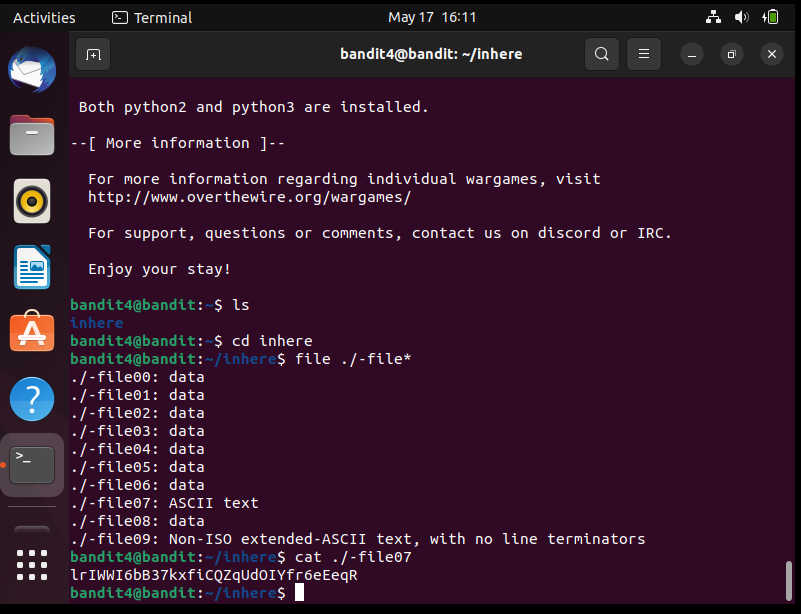 Activities Terminal May 17 16:11
bandit4@bandit: ~/inhere
Both python2 and python3 are installed.
--[ More information ]--
For more information regarding individual wargames, visit
http://www.overthewire.org/wargames/
For support, questions or comments, contact us on discord or IRC.
Enjoy your stay!
bandit4@bandit:~$ ls
inhere
bandit4@bandit:~$ cd inhere
bandit4@bandit:~/inhere$ file ./-file*
./-file00: data
./-file01: data
./-file02: data
./-file03: data
./-file04: data
./-file05: data
./-file06: data
./-file07: ASCII text
./-file08: data
./-file09: Non-ISO extended-ASCII text, with no line terminators
bandit4@bandit:~/inhere$ cat ./-file07
lrIWWI6bB37kxfiCQZqUdOIYfr6eEeqR
bandit4@bandit:~/inhere$